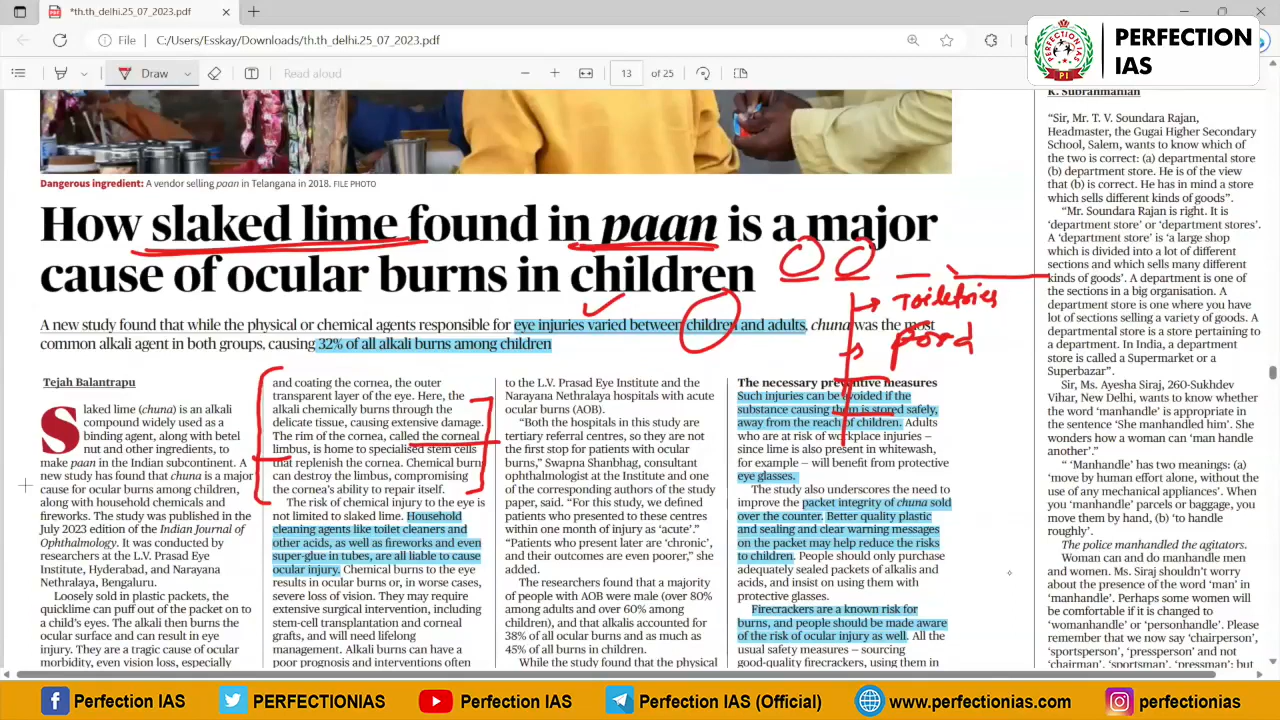 *th.th_delhi.25_07_2023.pdf
File
C:/Users/Esskay/Downloads/th.th_delhi.25_07_2023.pdf
PERFECTION
IAS
Draw
Read aloud
13
of 25
Dangerous ingredient: A vendor selling paan in Telangana in 2018. FILE PHOTO
How slaked lime found in paan is a major
cause of ocular burns in children
A new study found that while the physical or chemical agents responsible for eye injuries varied between children and adults, chuna was the most
common alkali agent in both groups, causing 32% of all alkali burns among children
Toiletries
Tejah Balantrapu
Slaked lime (chuna) is an alkali
compound widely used as a
binding agent, along with betel
nut and other ingredients, to
make paan in the Indian subcontinent. A
new study has found that chuna is a major
cause for ocular burns among children,
along with household chemicals and
fireworks. The study was published in the
July 2023 edition of the Indian Journal of
Ophthalmology. It was conducted by
researchers at the L.V. Prasad Eye
Institute, Hyderabad, and Narayana
Nethralaya, Bengaluru.
Loosely sold in plastic packets, the
quicklime can puff out of the packet on to
a child's eyes. The alkali then burns the
ocular surface and can result in eye
injury. They are a tragic cause of ocular
morbidity, even vision loss, especially
and coating the cornea, the outer
transparent layer of the eye. Here, the
alkali chemically burns through the
delicate tissue, causing extensive damage.
The rim of the cornea, called the corneal
limbus, is home to specialised stem cells
that replenish the cornea. Chemical burns
can destroy the limbus, compromising
the cornea's ability to repair itself.
The risk of chemical injury to the eye is
not limited to slaked lime. Household
cleaning agents like toilet cleaners and
other acids, as well as fireworks and even
super-glue in tubes, are all liable to cause
ocular injury. Chemical burns to the eye
results in ocular burns or, in worse cases,
severe loss of vision. They may require
extensive surgical intervention, including
stem-cell transplantation and corneal
grafts, and will need lifelong
management. Alkali burns can have a
poor prognosis and interventions often
to the L.V. Prasad Eye Institute and the
Narayana Nethralaya hospitals with acute
ocular burns (AOB).
“Both the hospitals in this study are
tertiary referral centres, so they are not
the first stop for patients with ocular
burns,” Swapna Shanbhag, consultant
ophthalmologist at the Institute and one
of the corresponding authors of the study
paper, said. “For this study, we defined
patients who presented to these centres
within one month of injury as ‘acute’.”
“Patients who present later are ‘chronic’,
and their outcomes are even poorer,” she
added.
The researchers found that a majority
of people with AOB were male (over 80%
among adults and over 60% among
children), and that alkalis accounted for
38% of all ocular burns and as much as
45% of all burns in children.
While the study found that the physical
The necessary preventive measures
Such injuries can be avoided if the
substance causing them is stored safely,
away from the reach of children. Adults
who are at risk of workplace injuries –
since lime is also present in whitewash,
for example – will benefit from protective
eye glasses.
The study also underscores the need to
improve the packet integrity of chuna sold
over the counter. Better quality plastic
and sealing and clear warning messages
on the packet may help reduce the risks
to children. People should only purchase
adequately sealed packets of alkalis and
acids, and insist on using them with
protective glasses.
Firecrackers are a known risk for
burns, and people should be made aware
of the risk of ocular injury as well. All the
usual safety measures – sourcing
good-quality firecrackers, using them in
K. Subrahmanian
“Sir, Mr. T. V. Soundara Rajan,
Headmaster, the Gugai Higher Secondary
School, Salem, wants to know which of
the two is correct: (a) departmental store
(b) department store. He is of the view
that (b) is correct. He has in mind a store
which sells different kinds of goods”.
“Mr. Soundara Rajan is right. It is
‘department store’ or ‘department stores’.
A ‘department store’ is ‘a large shop
which is divided into a lot of different
sections and which sells many different
kinds of goods’. A department is one of
the sections in a big organisation. A
department store is one where you have
lot of sections selling a variety of goods. A
departmental store is a store pertaining to
a department. In India, a department
store is called a Supermarket or a
Superbazar”.
Sir, Ms. Ayesha Siraj, 260-Sukhdev
Vihar, New Delhi, wants to know whether
the word ‘manhandle’ is appropriate in
the sentence ‘She manhandled him’. She
wonders how a woman can ‘man handle
another’.”
“ ‘Manhandle’ has two meanings: (a)
‘move by human effort alone, without the
use of any mechanical appliances’. When
you ‘manhandle’ parcels or baggage, you
you move them by hand, (b) ‘to handle
roughly’.
The police manhandled the agitators.
Woman can and do manhandle men
and women. Ms. Siraj shouldn't worry
about the presence of the word ‘man’ in
‘manhandle’. Perhaps some women will
be comfortable if it is changed to
‘womanhandle’ or ‘personhandle’. Please
remember that we now say ‘chairperson’,
‘sportsperson’, ‘pressperson’ and not
‘chairman’, ‘sportsman’, ‘pressman’; but
Perfection IAS
PERFECTIONIAS
Perfection IAS
Perfection IAS (Official)
www.perfectionias.com
perfectionias